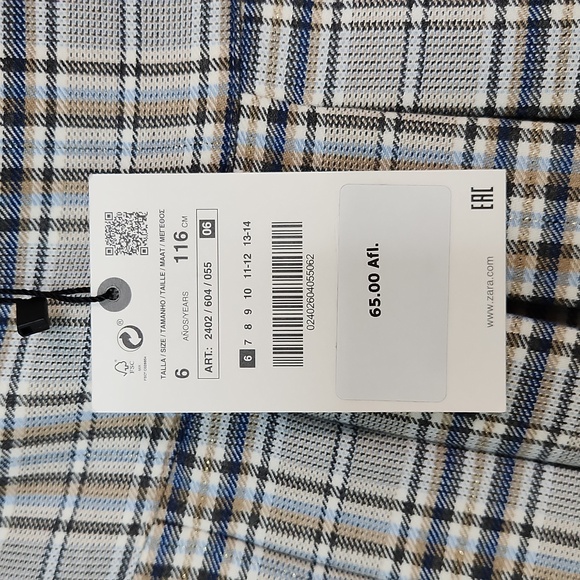 TALLA / SIZE / TAMANHO / TAILLE / MAAT / ΜΕΓΕΘΟΣ
6 AÑOS/YEARS 116 CM
ART.: 2402 / 604 / 055 06
6 7 8 9 10 11-12 13-14
02402604055062
65.00 Afl.
www.zara.com
EAC
FSC